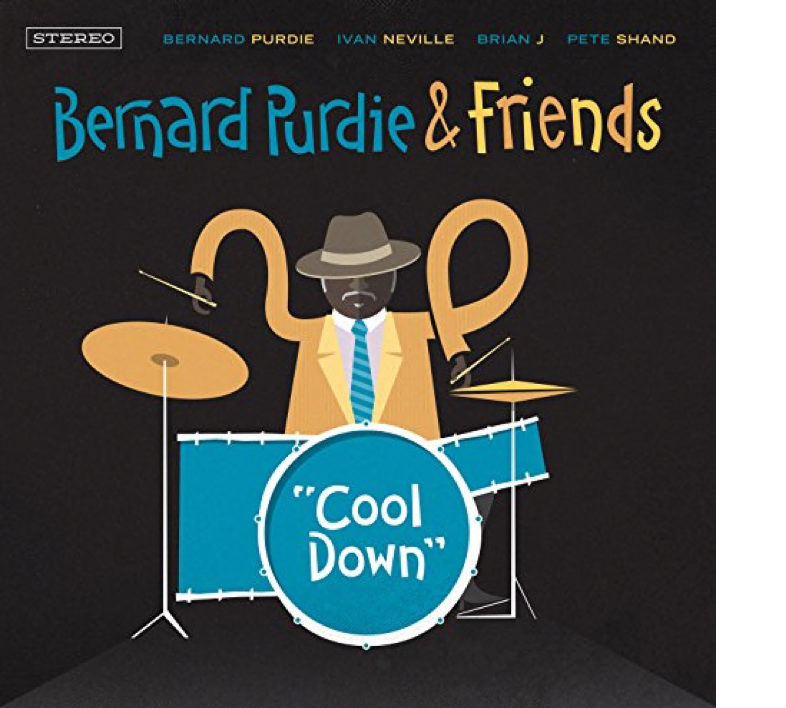 STEREO BERNARD PURDIE IVAN NEVILLE BRIAN J PETE SHAND
Bernard Purdie & Friends
"Cool
Down"